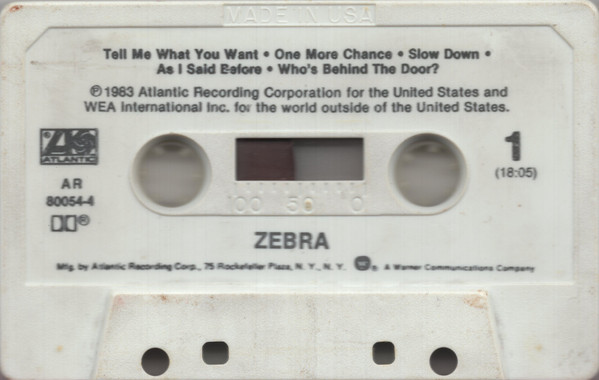 MADE IN USA
Tell Me What You Want • One More Chance • Slow Down •
As I Said Before • Who's Behind The Door?
℗1983 Atlantic Recording Corporation for the United States and
WEA International Inc. for the world outside of the United States.
ATLANTIC
1
(18:05)
AR
80054-4
100 50 0
ZEBRA
Mfg. by Atlantic Recording Corp., 75 Rockefeller Plaza, N.Y., N.Y. ®. A Warner Communications Company